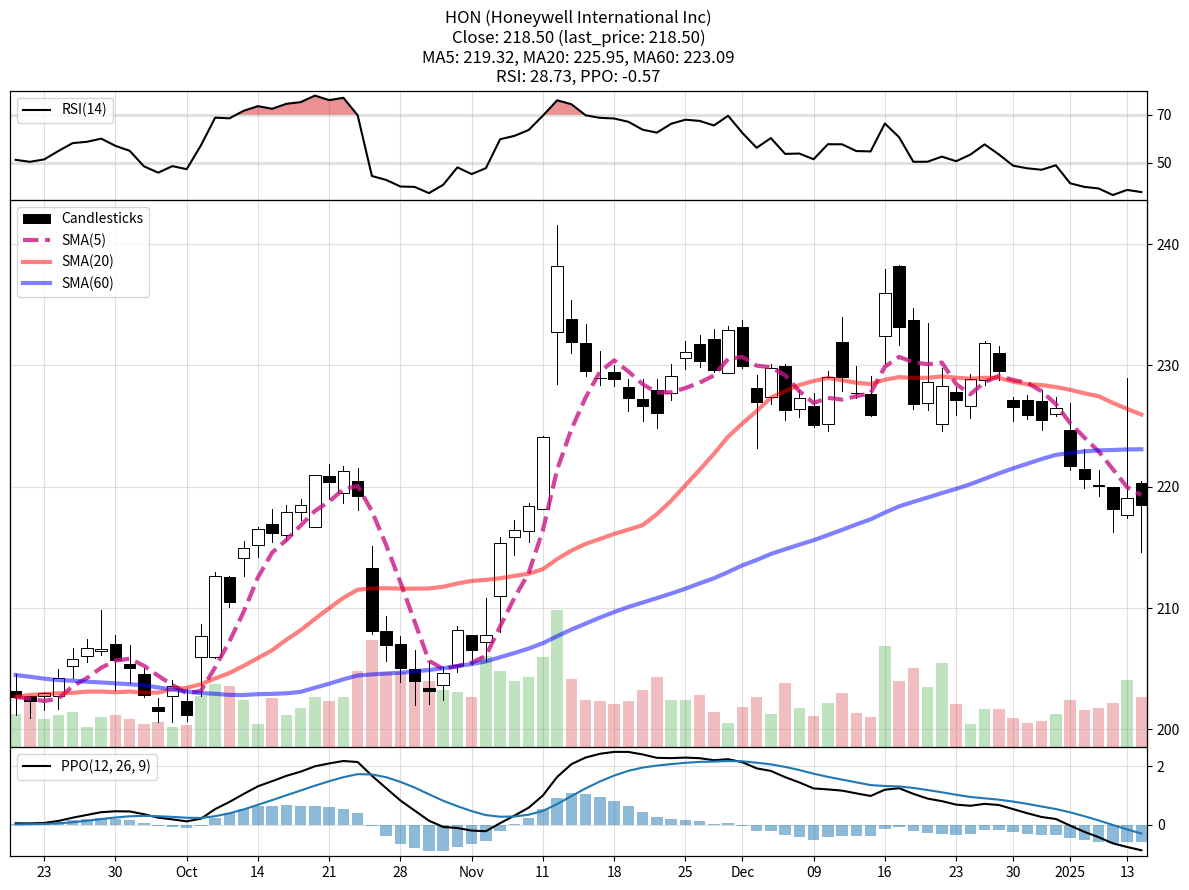 HON (Honeywell International Inc)
Close: 218.50 (last_price: 218.50)
MA5: 219.32, MA20: 225.95, MA60: 223.09
RSI: 28.73, PPO: -0.57
RSI(14)
70
50
Candlesticks
SMA(5)
SMA(20)
SMA(60)
240
230
220
210
200
PPO(12, 26, 9)
2
0
23 30 Oct 14 21 28 Nov 11 18 25 Dec 09 16 23 30 2025 13